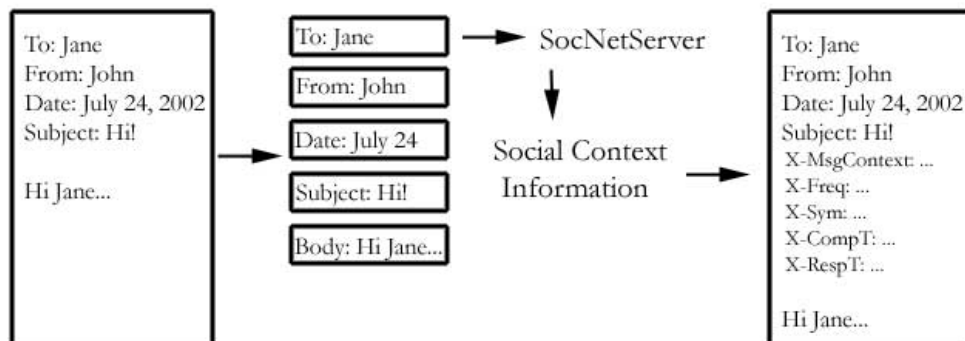 To: Jane
From: John
Date: July 24, 2002
Subject: Hi!
Hi Jane...
To: Jane
From: John
Date: July 24
Subject: Hi!
Body: Hi Jane...
SocNetServer
Social Context
Information
To: Jane
From: John
Date: July 24, 2002
Subject: Hi!
X-MsgContext: ...
X-Freq: ...
X-Sym: ...
X-CompT: ...
X-RespT: ...
Hi Jane...